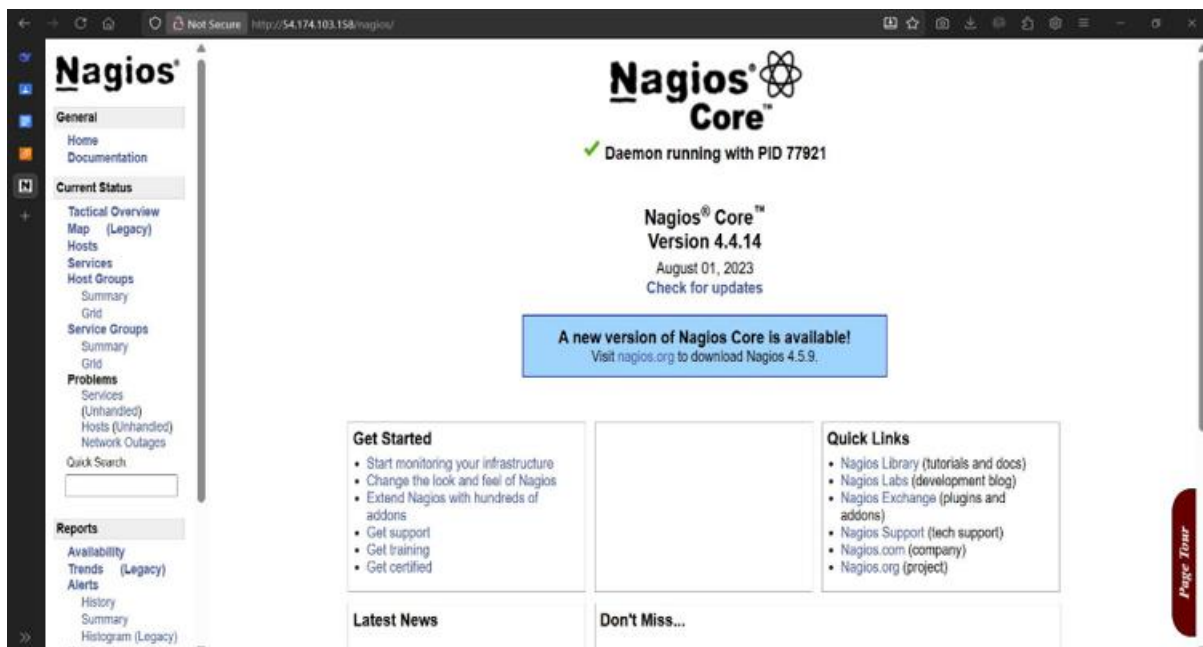 Not Secure http://54.174.103.158/nagios/
Nagios®
General
Home
Documentation
Current Status
Tactical Overview
Map (Legacy)
Hosts
Services
Host Groups
Summary
Grid
Service Groups
Summary
Grid
Problems
Services
(Unhandled)
Hosts (Unhandled)
Network Outages
Quick Search
Reports
Availability
Trends (Legacy)
Alerts
History
Summary
Histogram (Legacy)
Nagios®
Core™
Daemon running with PID 77921
Nagios® Core™
Version 4.4.14
August 01, 2023
Check for updates
A new version of Nagios Core is available!
Visit nagios.org to download Nagios 4.5.9.
Get Started
• Start monitoring your infrastructure
• Change the look and feel of Nagios
• Extend Nagios with hundreds of
addons
• Get support
• Get training
• Get certified
Quick Links
• Nagios Library (tutorials and docs)
• Nagios Labs (development blog)
• Nagios Exchange (plugins and
addons)
• Nagios Support (tech support)
• Nagios.com (company)
• Nagios.org (project)
Latest News
Don't Miss...
Page Tour